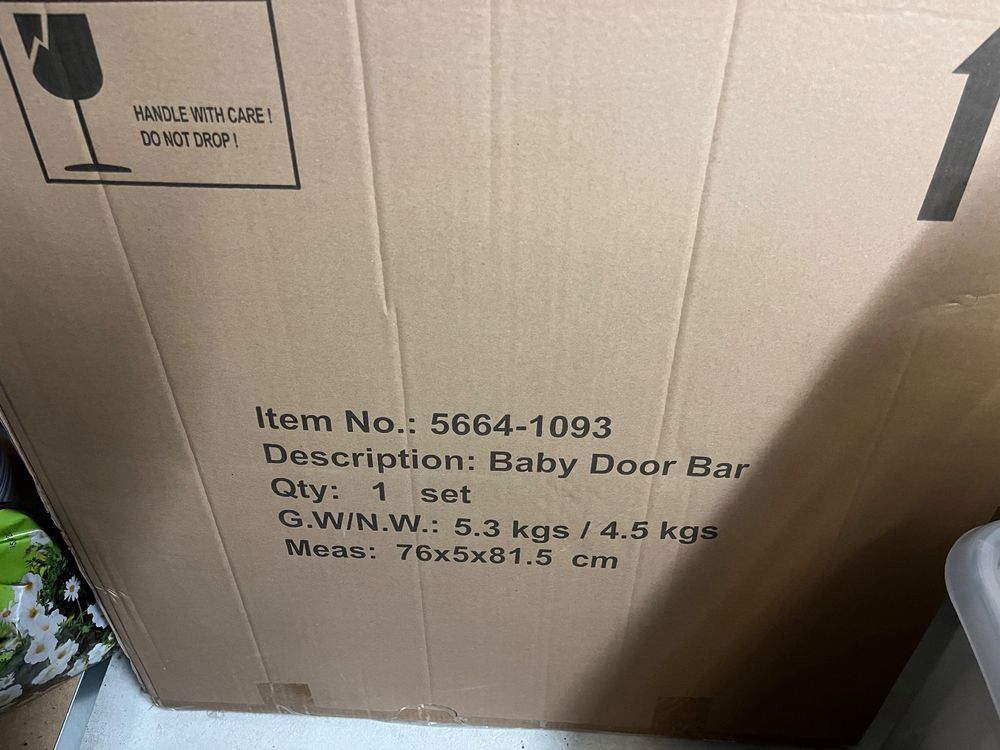 HANDLE WITH CARE !
DO NOT DROP !
Item No.: 5664-1093
Description: Baby Door Bar
Qty: 1 set
G.W/N.W.: 5.3 kgs / 4.5 kgs
Meas: 76x5x81.5 cm